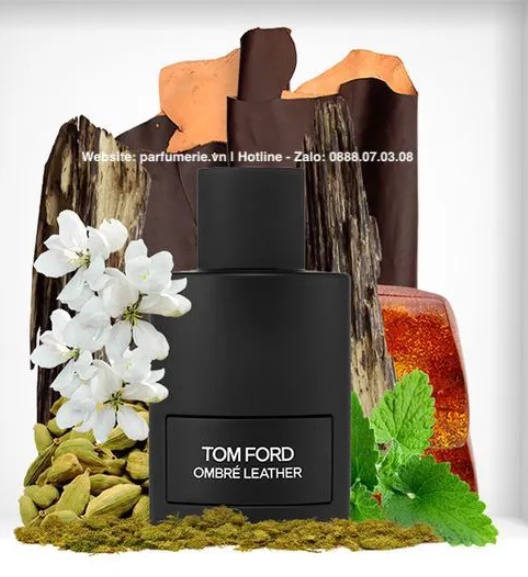 Website: parfumerie.vn | Hotline - Zalo: 0888.07.03.08
TOM FORD
OMBRÉ LEATHER